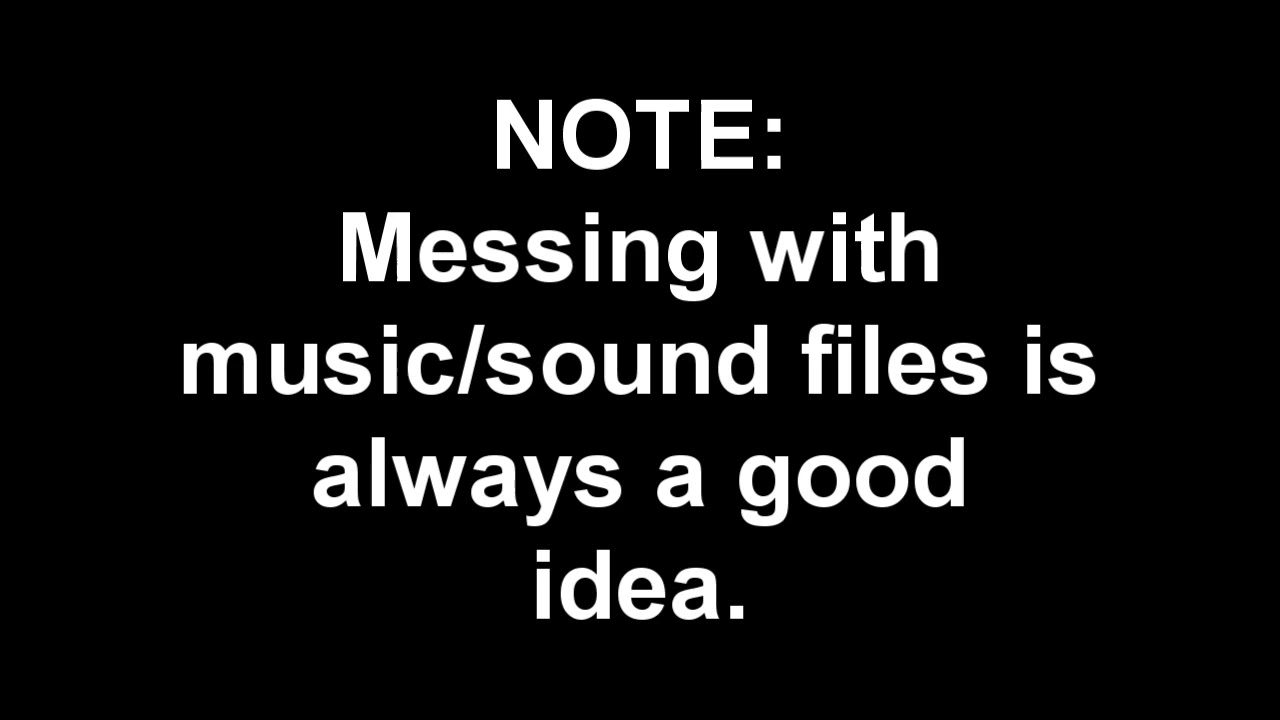 NOTE:
Messing with
music/sound files is
always a good
idea.